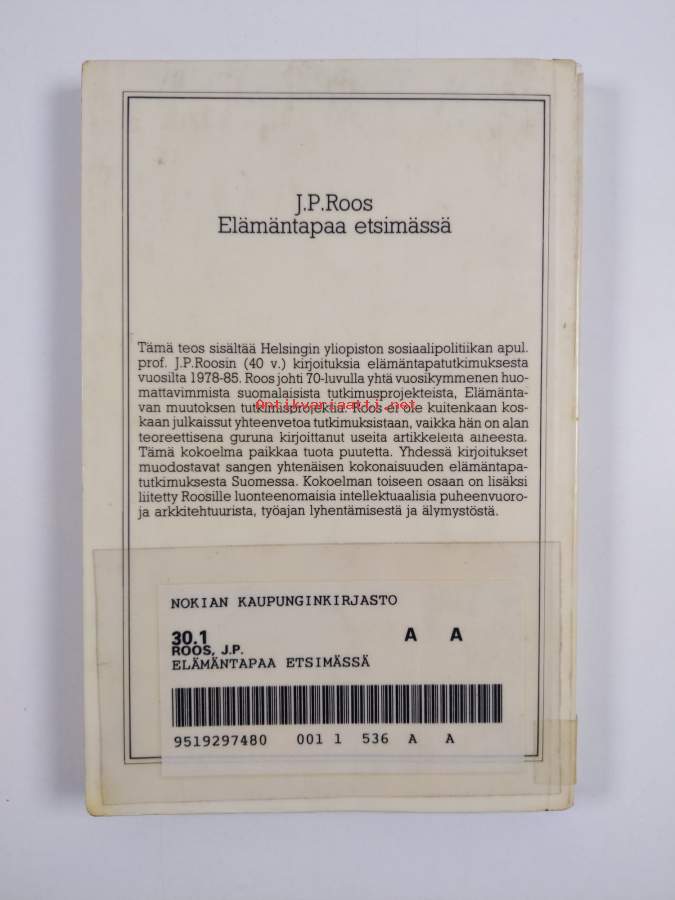 J.P.Roos
Elämäntapaa etsimässä
Tämä teos sisältää Helsingin yliopiston sosiaalipolitiikan apul.
prof. J.P.Roosin (40 v.) kirjoituksia elämäntapatutkimuksesta
vuosilta 1978-85. Roos johti 70-luvulla yhtä vuosikymmenen huo-
mattavimmista suomalaisista tutkimusprojekteista, Elämänta-
van muutoksen tutkimisprojektia. Roos ei ole kuitenkaan kos-
Antikvariaatti.net
kaan julkaissut yhteenvetoa tutkimuksistaan, vaikka hän on alan
teoreettisena guruna kirjoittanut useita artikkeleita aineesta.
Tämä kokoelma paikkaa tuota puutetta. Yhdessä kirjoitukset
muodostavat sangen yhtenäisen kokonaisuuden elämäntapa-
tutkimuksesta Suomessa. Kokoelman toiseen osaan on lisäksi
liitetty Roosille luonteenomaisia intellektuaalisia puheenvuoro-
ja arkkitehtuurista, työajan lyhentämisestä ja älymystöstä.
NOKIAN KAUPUNGINKIRJASTO
30.1 A A
ROOS, J.P.
ELÄMÄNTAPAA ETSIMÄSSÄ
9519297480 001 1 536 A A